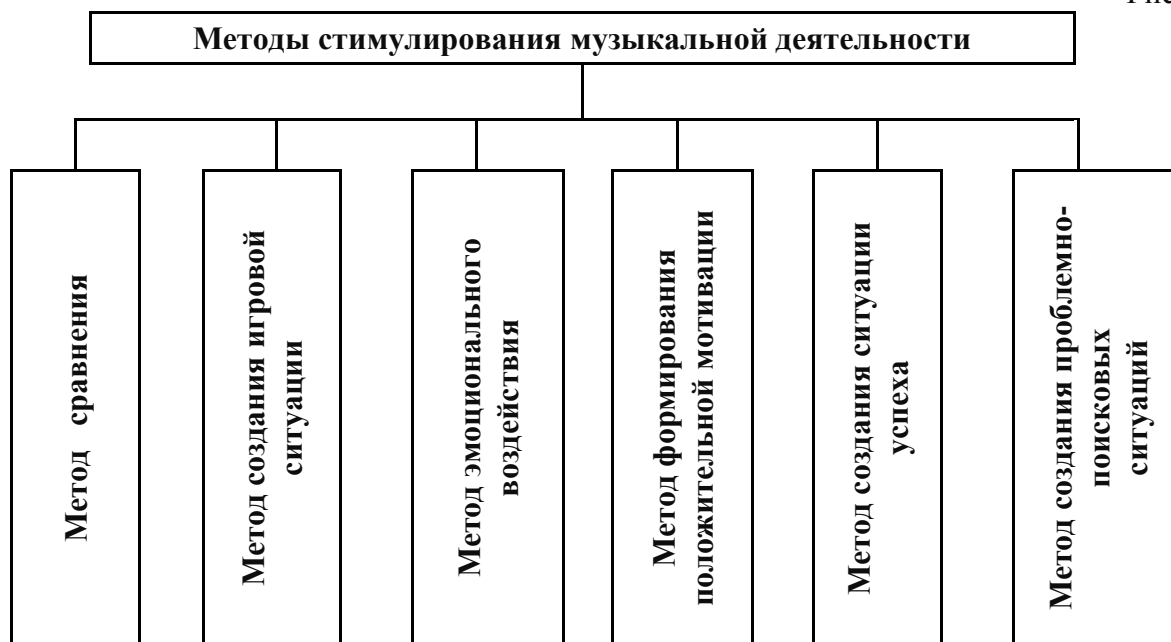 Методы стимулирования музыкальной деятельности
Метод сравнения
Метод создания игровой
ситуации
Метод эмоционального
воздействия
Метод формирования
положительной мотивации
Метод создания ситуации
успеха
Метод создания проблемно-
поисковых
ситуаций